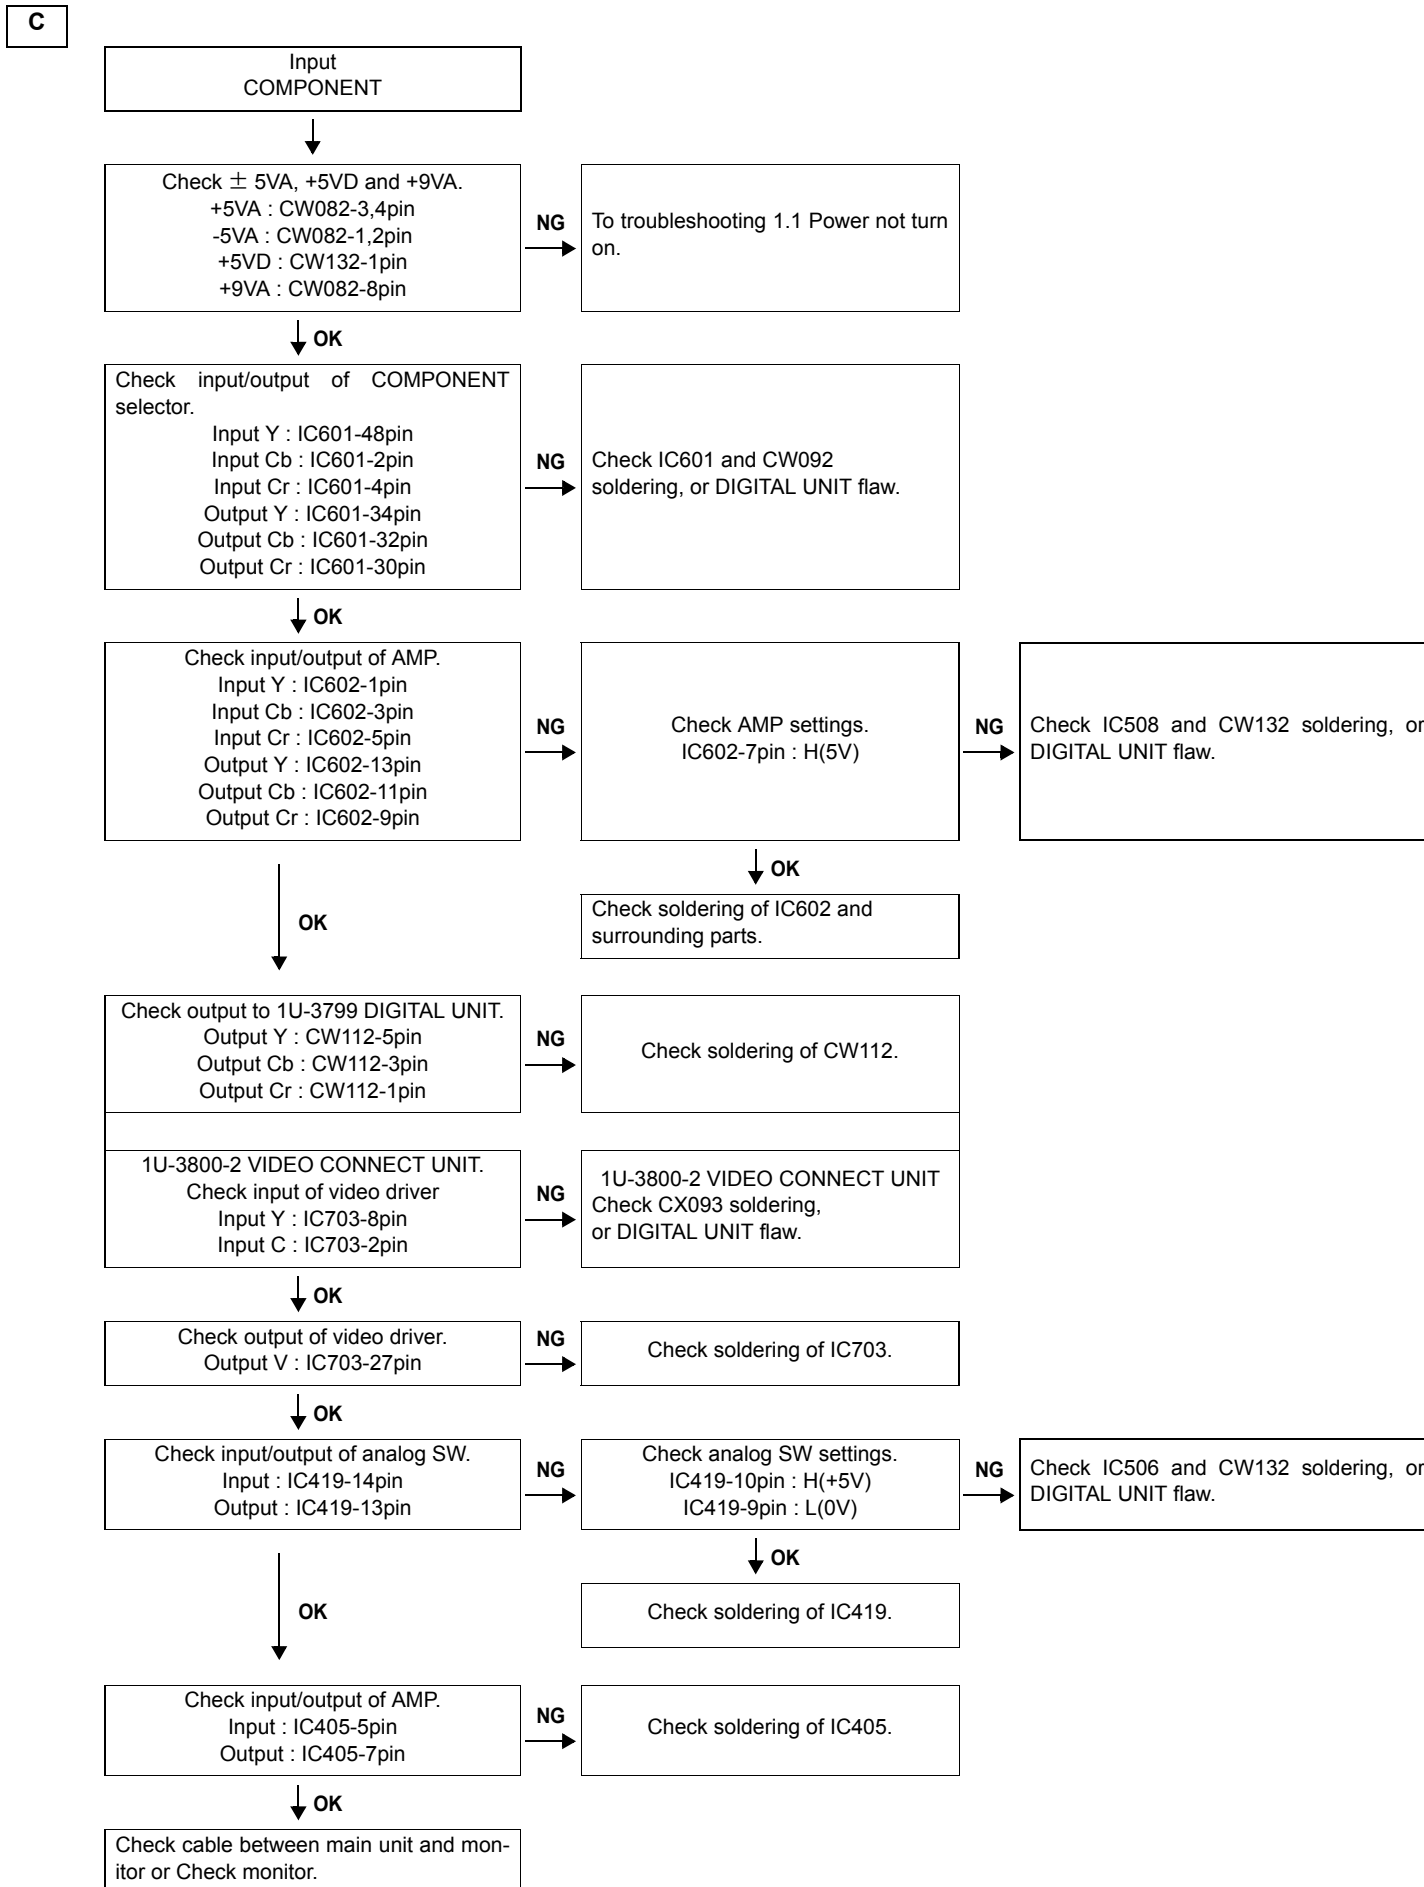 C
Input
COMPONENT
Check ± 5VA, +5VD and +9VA.
+5VA : CW082-3,4pin
-5VA : CW082-1,2pin
+5VD : CW132-1pin
+9VA : CW082-8pin
NG
To troubleshooting 1.1 Power not turn
on.
OK
Check input/output of COMPONENT
selector.
Input Y : IC601-48pin
Input Cb : IC601-2pin
Input Cr : IC601-4pin
Output Y : IC601-34pin
Output Cb : IC601-32pin
Output Cr : IC601-30pin
NG
Check IC601 and CW092
soldering, or DIGITAL UNIT flaw.
OK
Check input/output of AMP.
Input Y : IC602-1pin
Input Cb : IC602-3pin
Input Cr : IC602-5pin
Output Y : IC602-13pin
Output Cb : IC602-11pin
Output Cr : IC602-9pin
NG
Check AMP settings.
IC602-7pin : H(5V)
NG
Check IC508 and CW132 soldering, or
DIGITAL UNIT flaw.
OK
Check soldering of IC602 and
surrounding parts.
OK
Check output to 1U-3799 DIGITAL UNIT.
Output Y : CW112-5pin
Output Cb : CW112-3pin
Output Cr : CW112-1pin
NG
Check soldering of CW112.
1U-3800-2 VIDEO CONNECT UNIT.
Check input of video driver
Input Y : IC703-8pin
Input C : IC703-2pin
NG
1U-3800-2 VIDEO CONNECT UNIT
Check CX093 soldering,
or DIGITAL UNIT flaw.
OK
Check output of video driver.
Output V : IC703-27pin
NG
Check soldering of IC703.
OK
Check input/output of analog SW.
Input : IC419-14pin
Output : IC419-13pin
NG
Check analog SW settings.
IC419-10pin : H(+5V)
IC419-9pin : L(0V)
NG
Check IC506 and CW132 soldering, or
DIGITAL UNIT flaw.
OK
Check soldering of IC419.
OK
Check input/output of AMP.
Input : IC405-5pin
Output : IC405-7pin
NG
Check soldering of IC405.
OK
Check cable between main unit and mon-
itor or Check monitor.